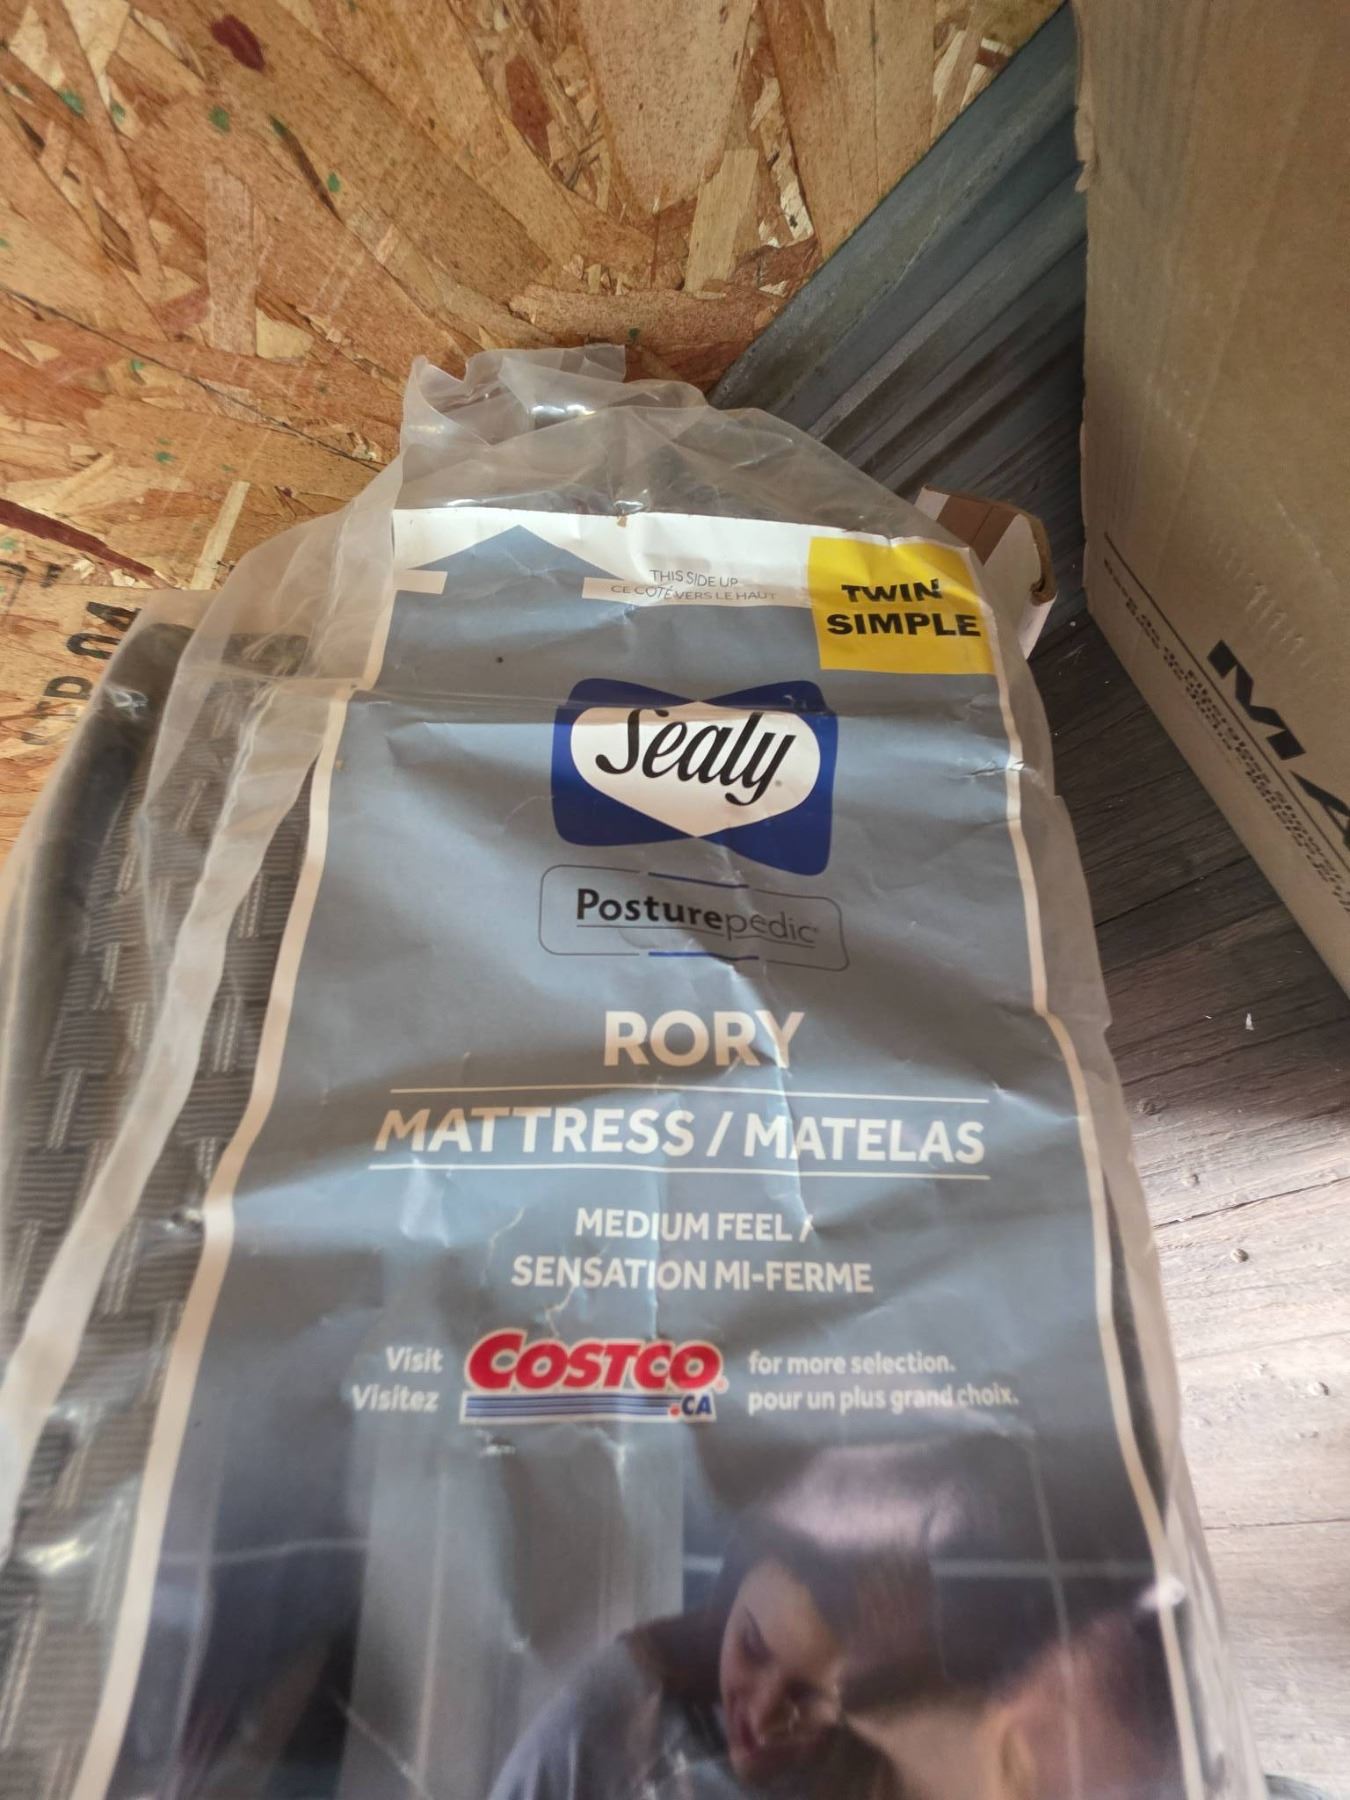 THIS SIDE UP
CE COTÉ VERS LE HAUT
TWIN
SIMPLE
Sealy
Posturepedic
RORY
MATTRESS / MATELAS
MEDIUM FEEL /
SENSATION MI-FERME
Visit
Visitez
COSTCO
.CA
for more selection.
pour un plus grand choix.